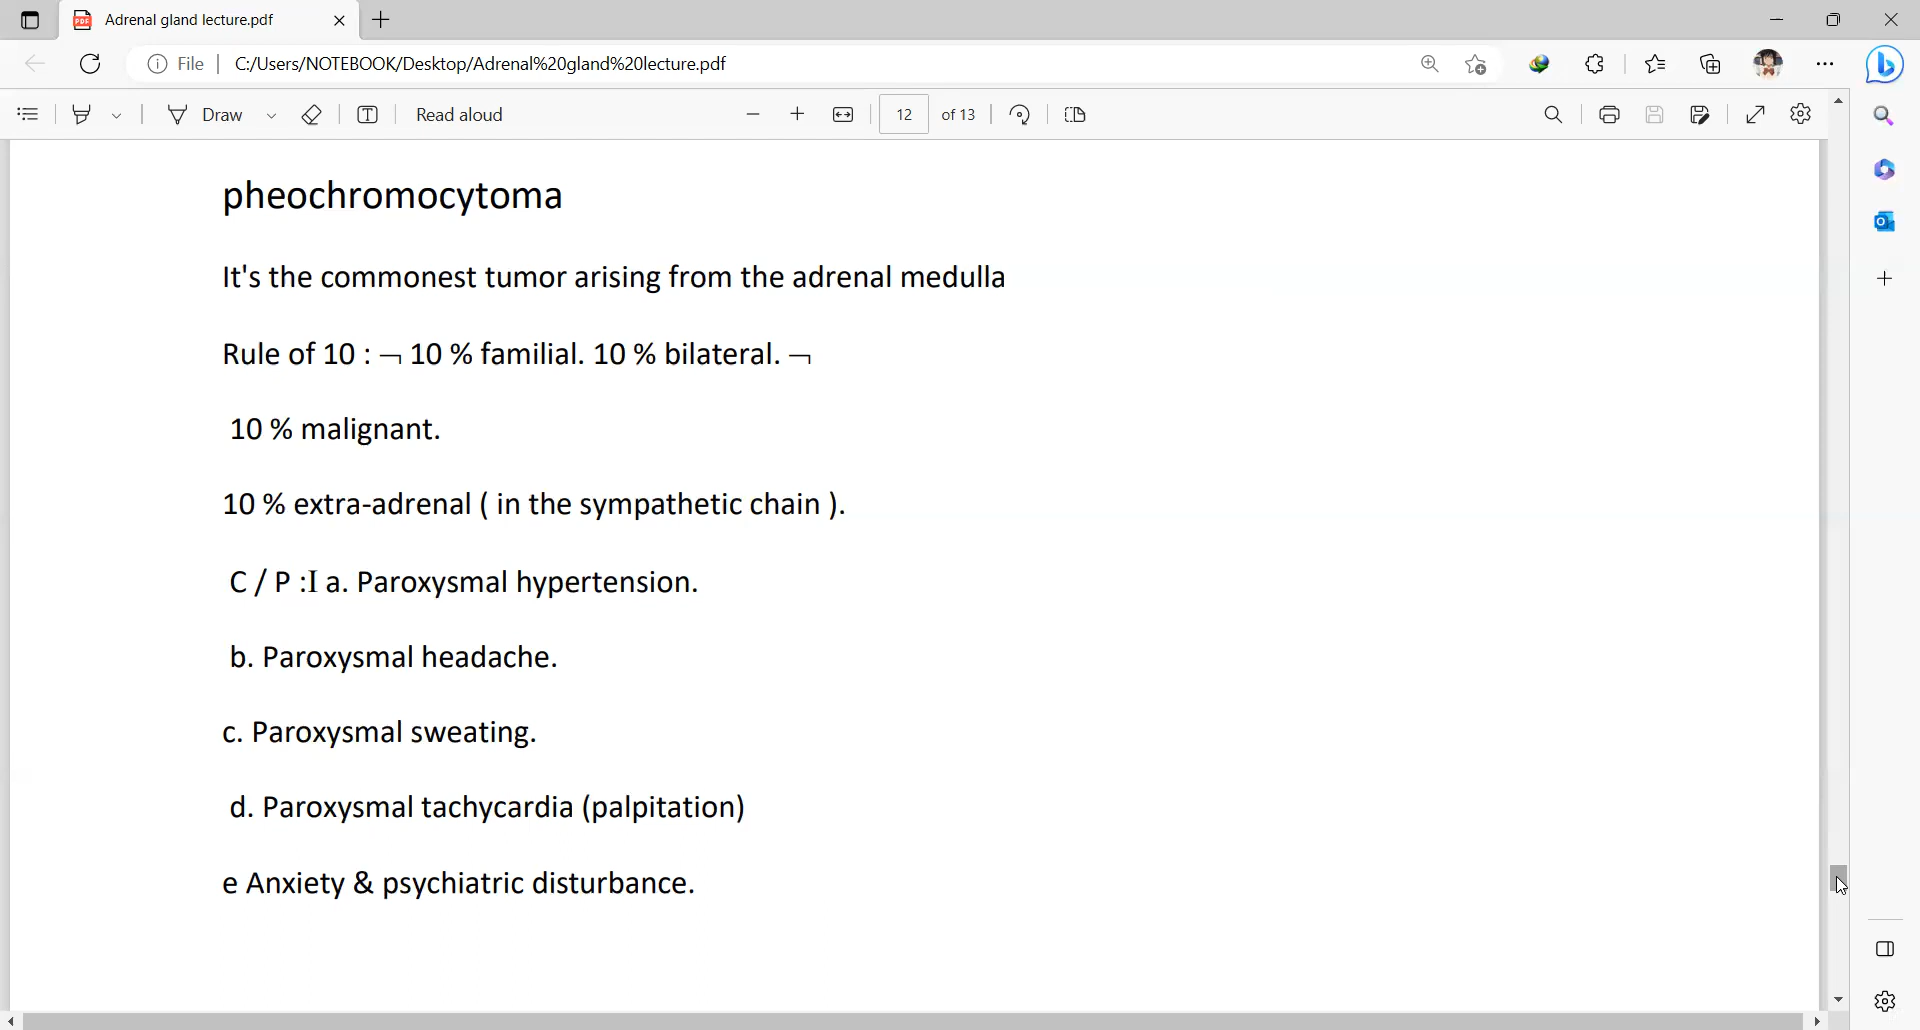 Adrenal gland lecture.pdf
File | C:/Users/NOTEBOOK/Desktop/Adrenal%20gland%20lecture.pdf
Draw Read aloud 12 of 13
pheochromocytoma
It's the commonest tumor arising from the adrenal medulla
Rule of 10 : ¬ 10 % familial. 10 % bilateral. ¬
10 % malignant.
10 % extra-adrenal ( in the sympathetic chain ).
C / P :I a. Paroxysmal hypertension.
b. Paroxysmal headache.
c. Paroxysmal sweating.
d. Paroxysmal tachycardia (palpitation)
e Anxiety & psychiatric disturbance.